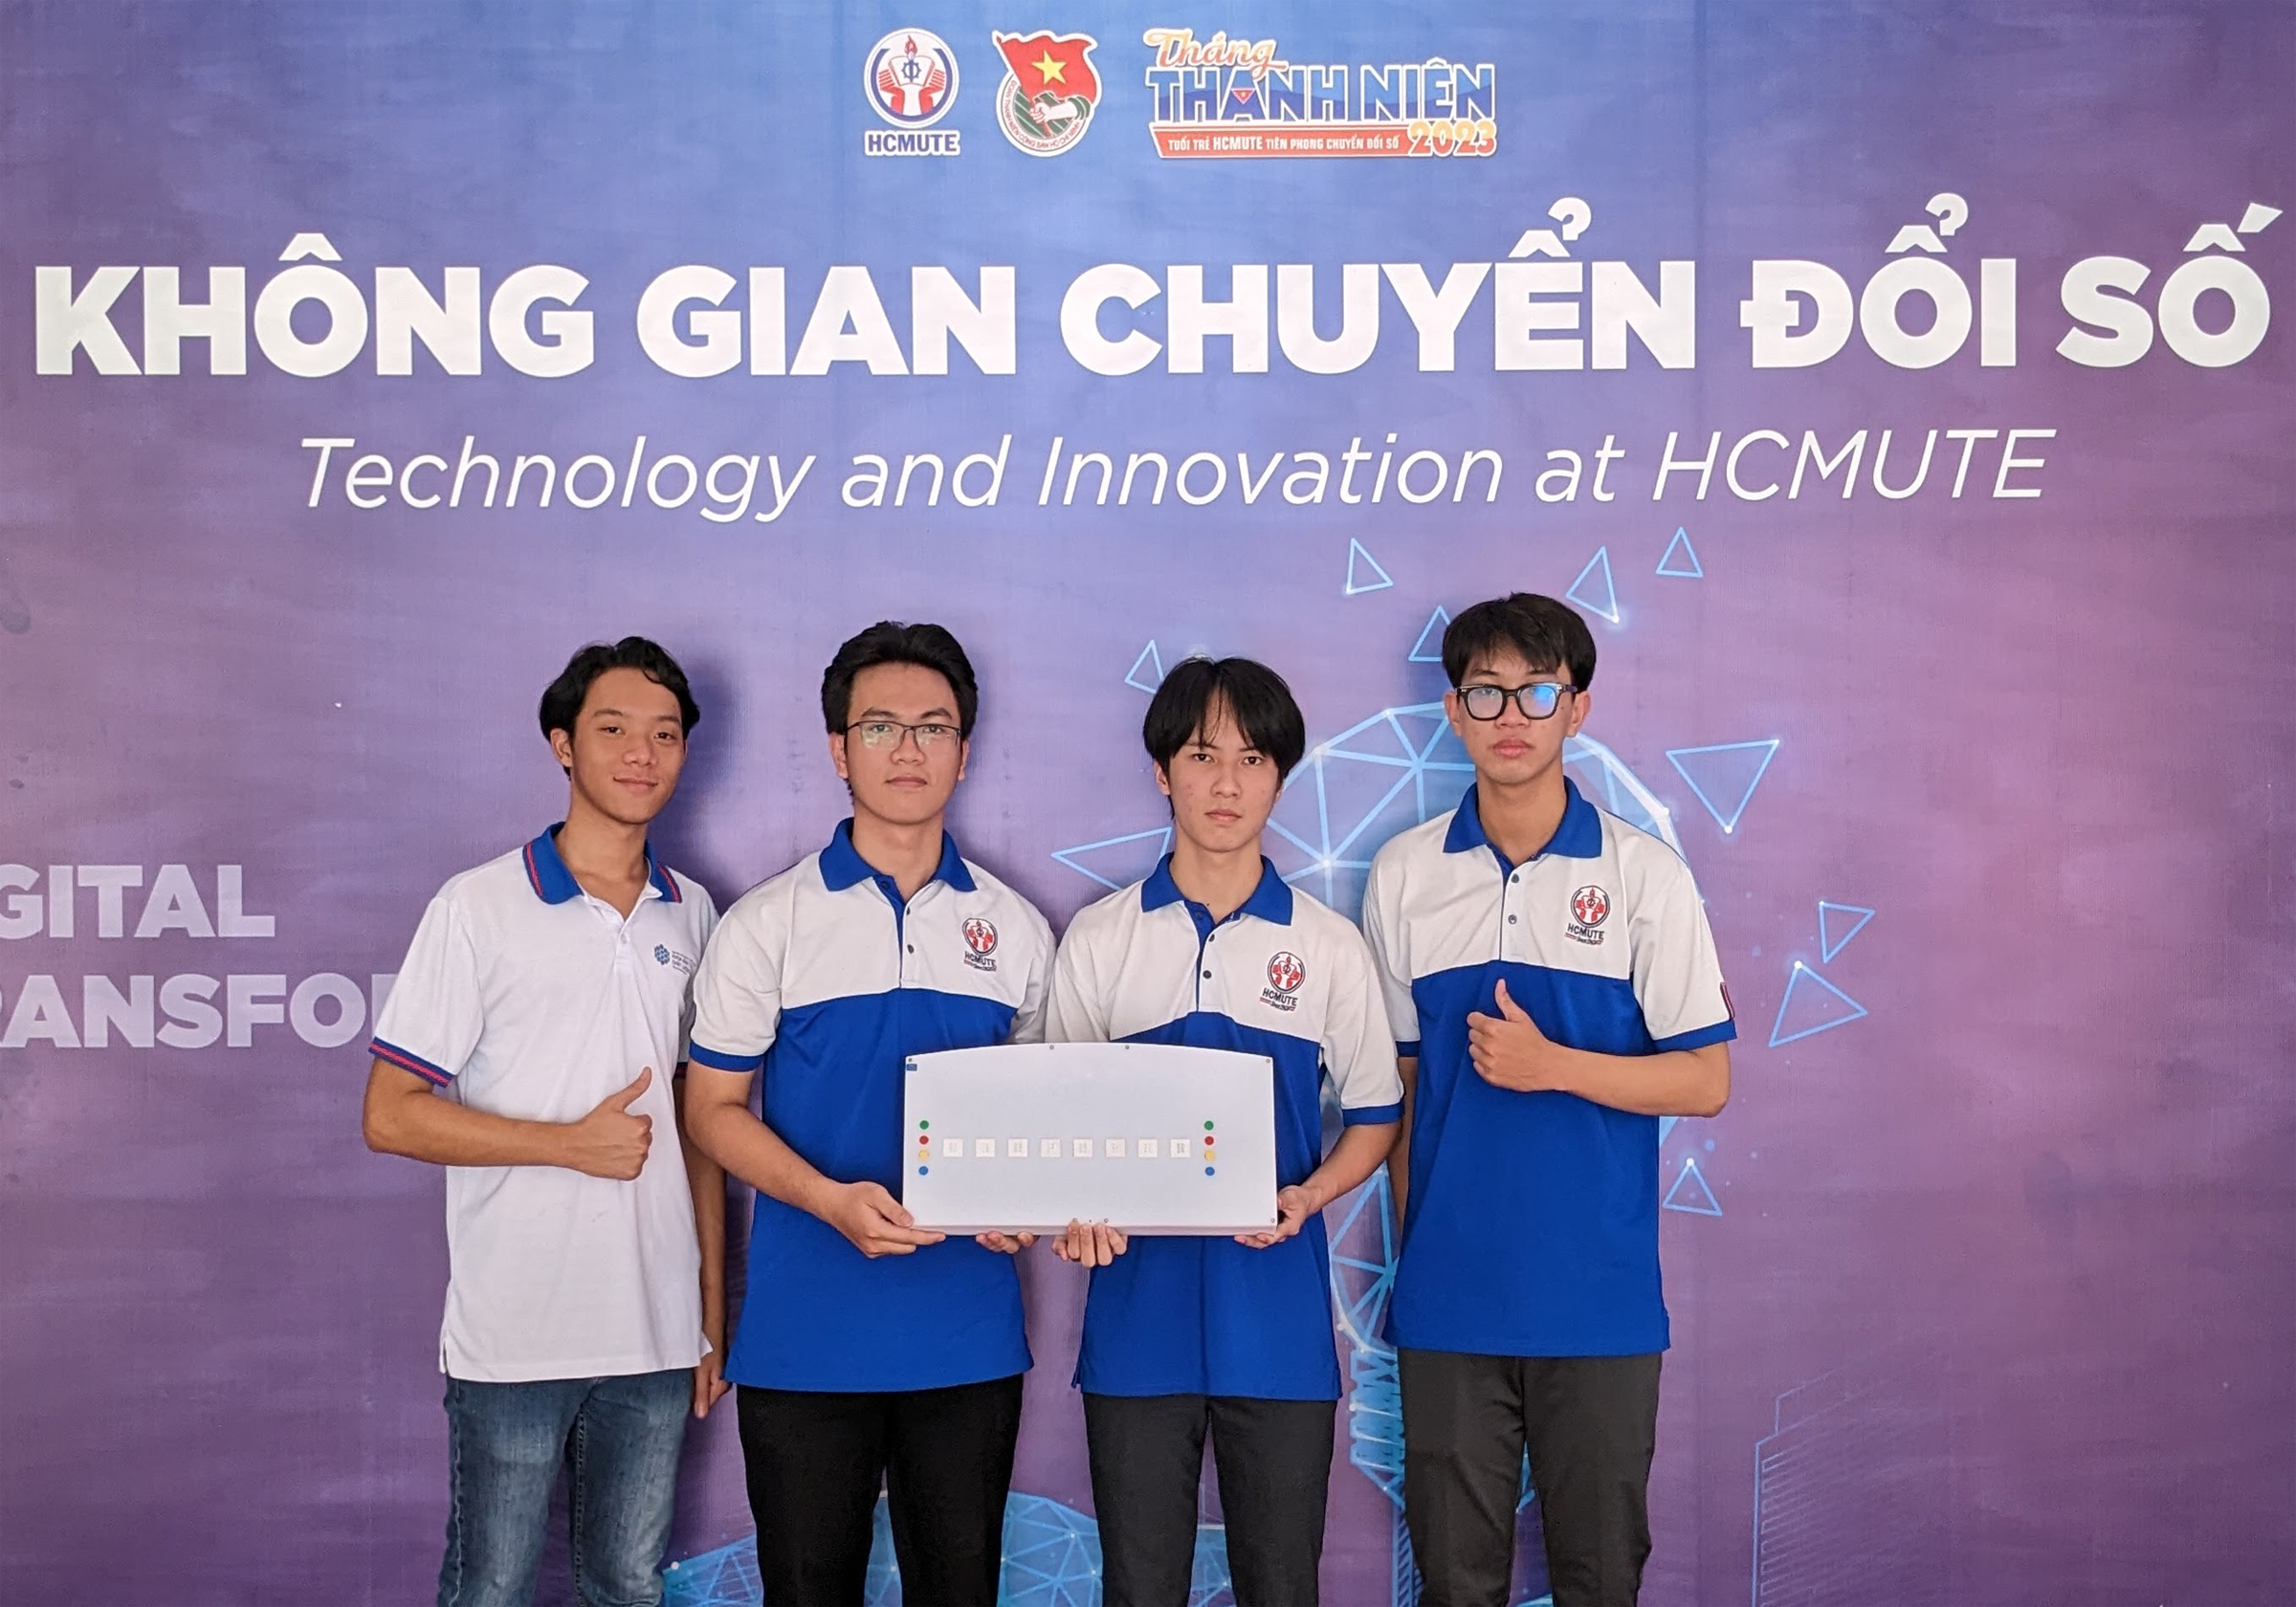 HCMUTE
Tháng
THANH NIÊN
2023
TUỔI TRẺ HCMUTE TIÊN PHONG CHUYỂN ĐỔI SỐ
KHÔNG GIAN CHUYỂN ĐỔI SỐ
Technology and Innovation at HCMUTE
GITAL
RANSFO
HCMUTE
HCMUTE
HCMUTE